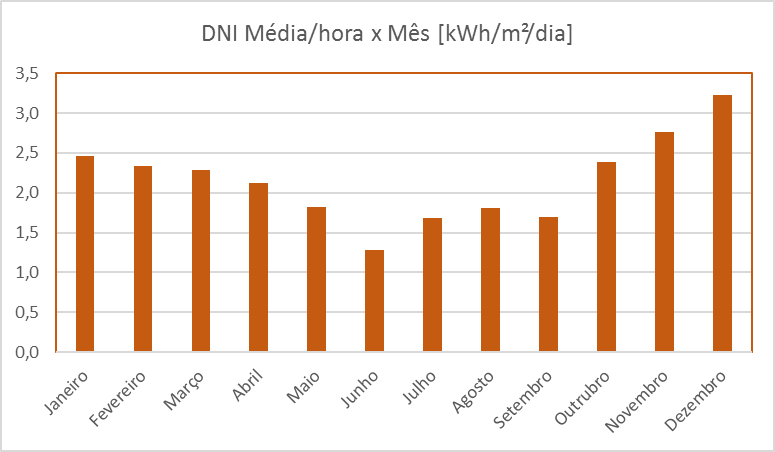 DNI Média/hora x Mês [kWh/m²/dia]
3,5
3,0
2,5
2,0
1,5
1,0
0,5
0,0
Janeiro
Fevereiro
Março
Abril
Maio
Junho
Julho
Agosto
Setembro
Outrubro
Novembro
Dezembro